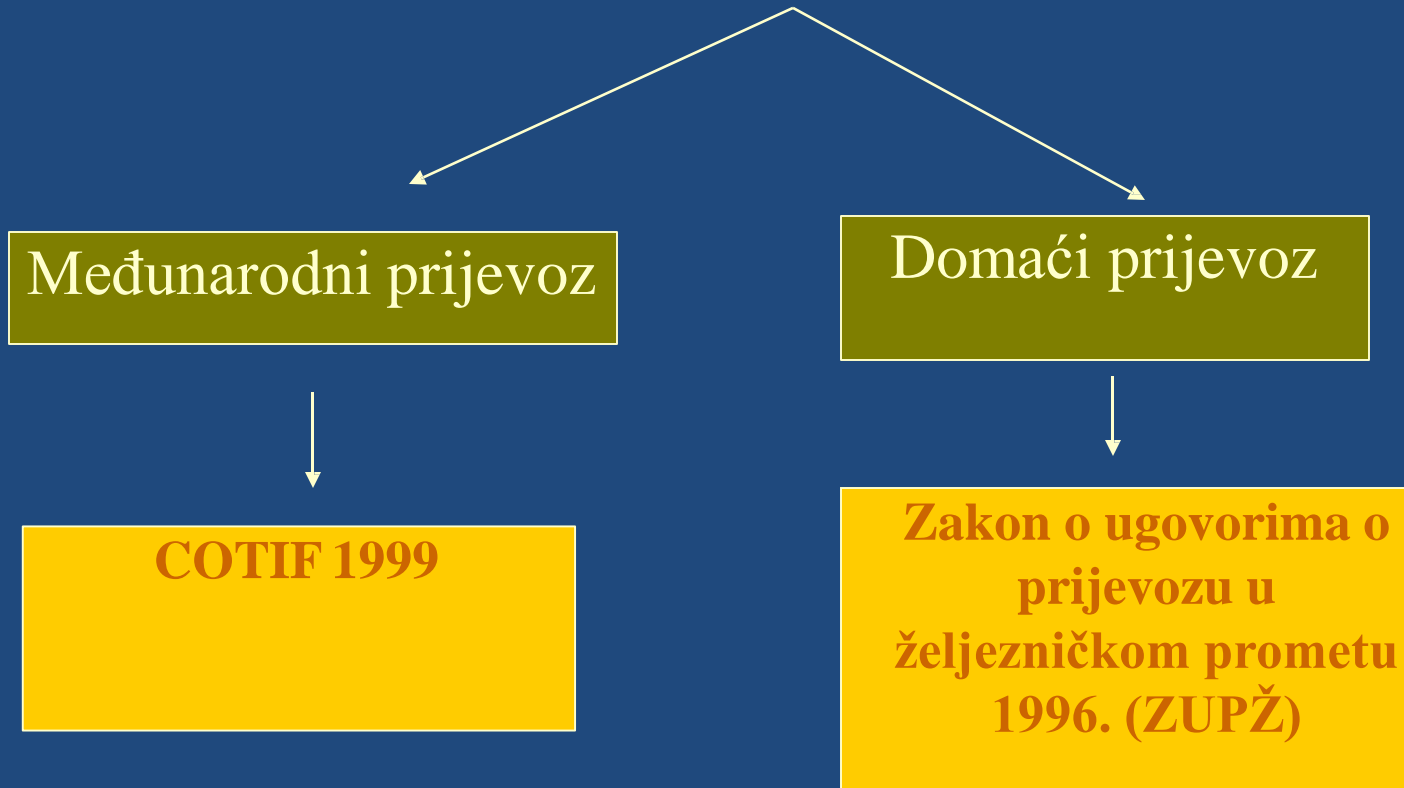 Međunarodni prijevoz
Domaći prijevoz
COTIF 1999
Zakon o ugovorima o
prijevozu u
željezničkom prometu
1996. (ZUPŽ)